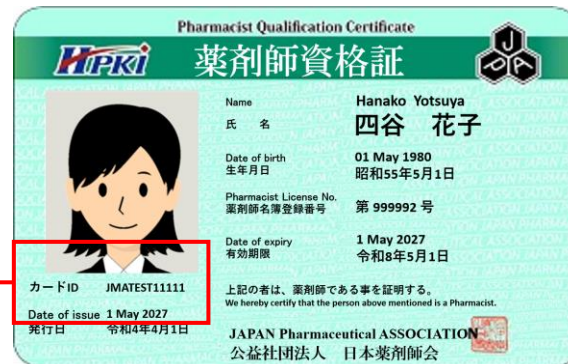 Pharmacist Qualification Certificate
HPKI
薬剤師資格証
JPA
Name
Hanako Yotsuya
氏 名
四谷 花子
Date of birth
01 May 1980
生年月日
昭和55年5月1日
Pharmacist License No.
薬剤師名簿登録番号
第 999992 号
Date of expiry
1 May 2027
有効期限
令和8年5月1日
カードID JMATEST11111
Date of issue 1 May 2027
発行日 令和4年4月1日
上記の者は、薬剤師である事を証明する。
We hereby certify that the person above mentioned is a Pharmacist.
JAPAN Pharmaceutical ASSOCIATION
公益社団法人 日本薬剤師会